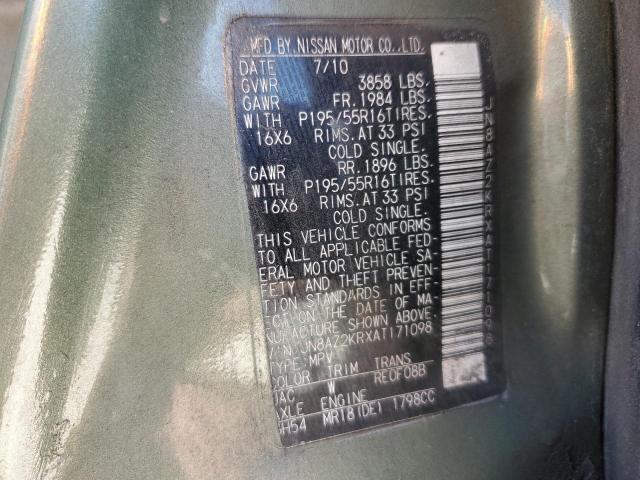 MFD BY NISSAN MOTOR CO.,LTD.
DATE 7/10
GVWR 3858 LBS.
GAWR FR. 1984 LBS.
WITH P195/55R16TIRES.
16X6 RIMS. AT 33 PSI
COLD SINGLE.
GAWR RR. 1896 LBS.
WITH P195/55R16TIRES.
16X6 RIMS. AT 33 PSI
COLD SINGLE.
THIS VEHICLE CONFORMS
TO ALL APPLICABLE FED-
ERAL MOTOR VEHICLE SA-
FETY AND THEFT PREVEN-
TION STANDARDS IN EFF-
ECT ON THE DATE OF MA-
NUFACTURE SHOWN ABOVE.
V.I.N. JN8AZ2KRXAT171098
TYPE MPV
COLOR TRIM TRANS
JAC W RE0F08B
AXLE ENGINE
GH54 MR18(DE) 1798CC
JN8AZ2KRXAT171098